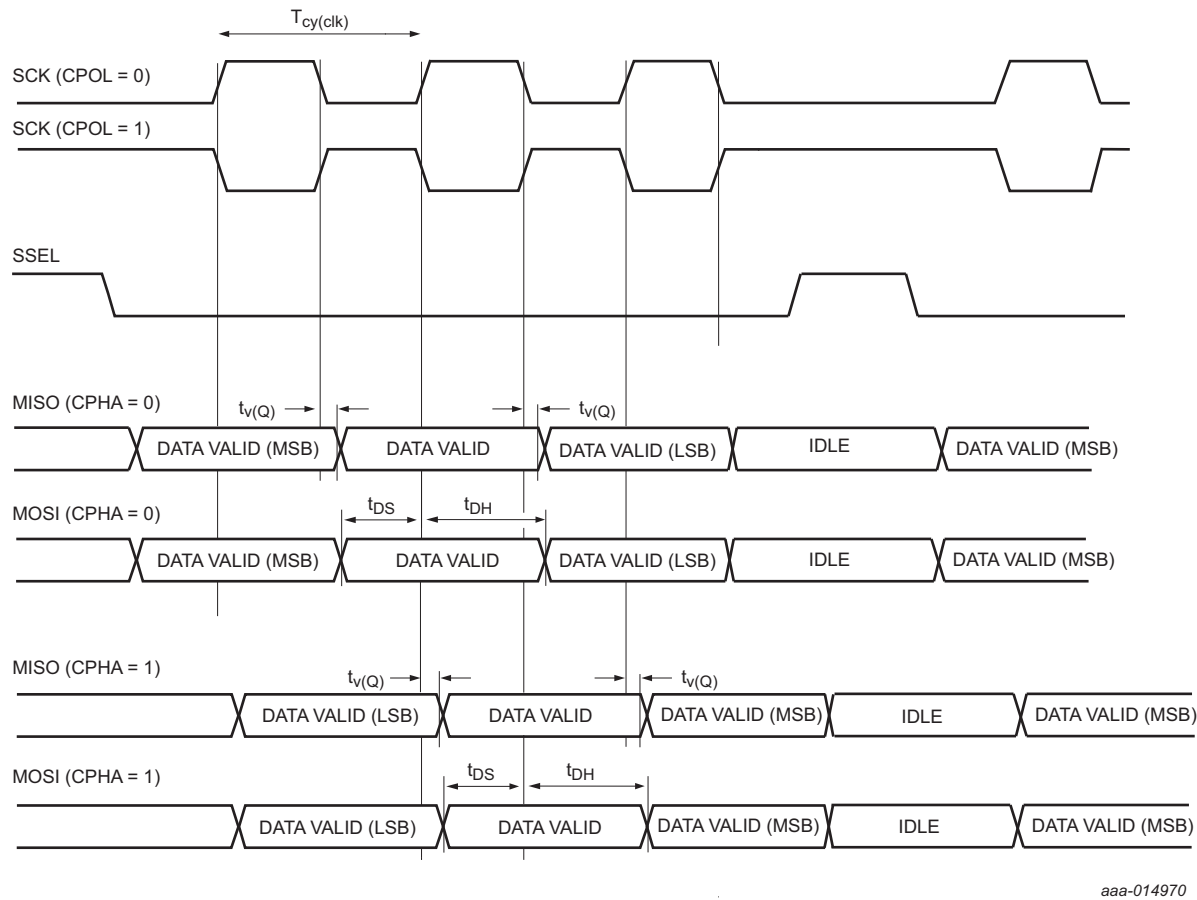 Tcy(clk)
SCK (CPOL = 0)
SCK (CPOL = 1)
SSEL
MISO (CPHA = 0)
tv(Q)
tv(Q)
DATA VALID (MSB)
DATA VALID
DATA VALID (LSB)
IDLE
DATA VALID (MSB)
MOSI (CPHA = 0)
tDS
tDH
DATA VALID (MSB)
DATA VALID
DATA VALID (LSB)
IDLE
DATA VALID (MSB)
MISO (CPHA = 1)
tv(Q)
tv(Q)
DATA VALID (LSB)
DATA VALID
DATA VALID (MSB)
IDLE
DATA VALID (MSB)
MOSI (CPHA = 1)
tDS
tDH
DATA VALID (LSB)
DATA VALID
DATA VALID (MSB)
IDLE
DATA VALID (MSB)
aaa-014970